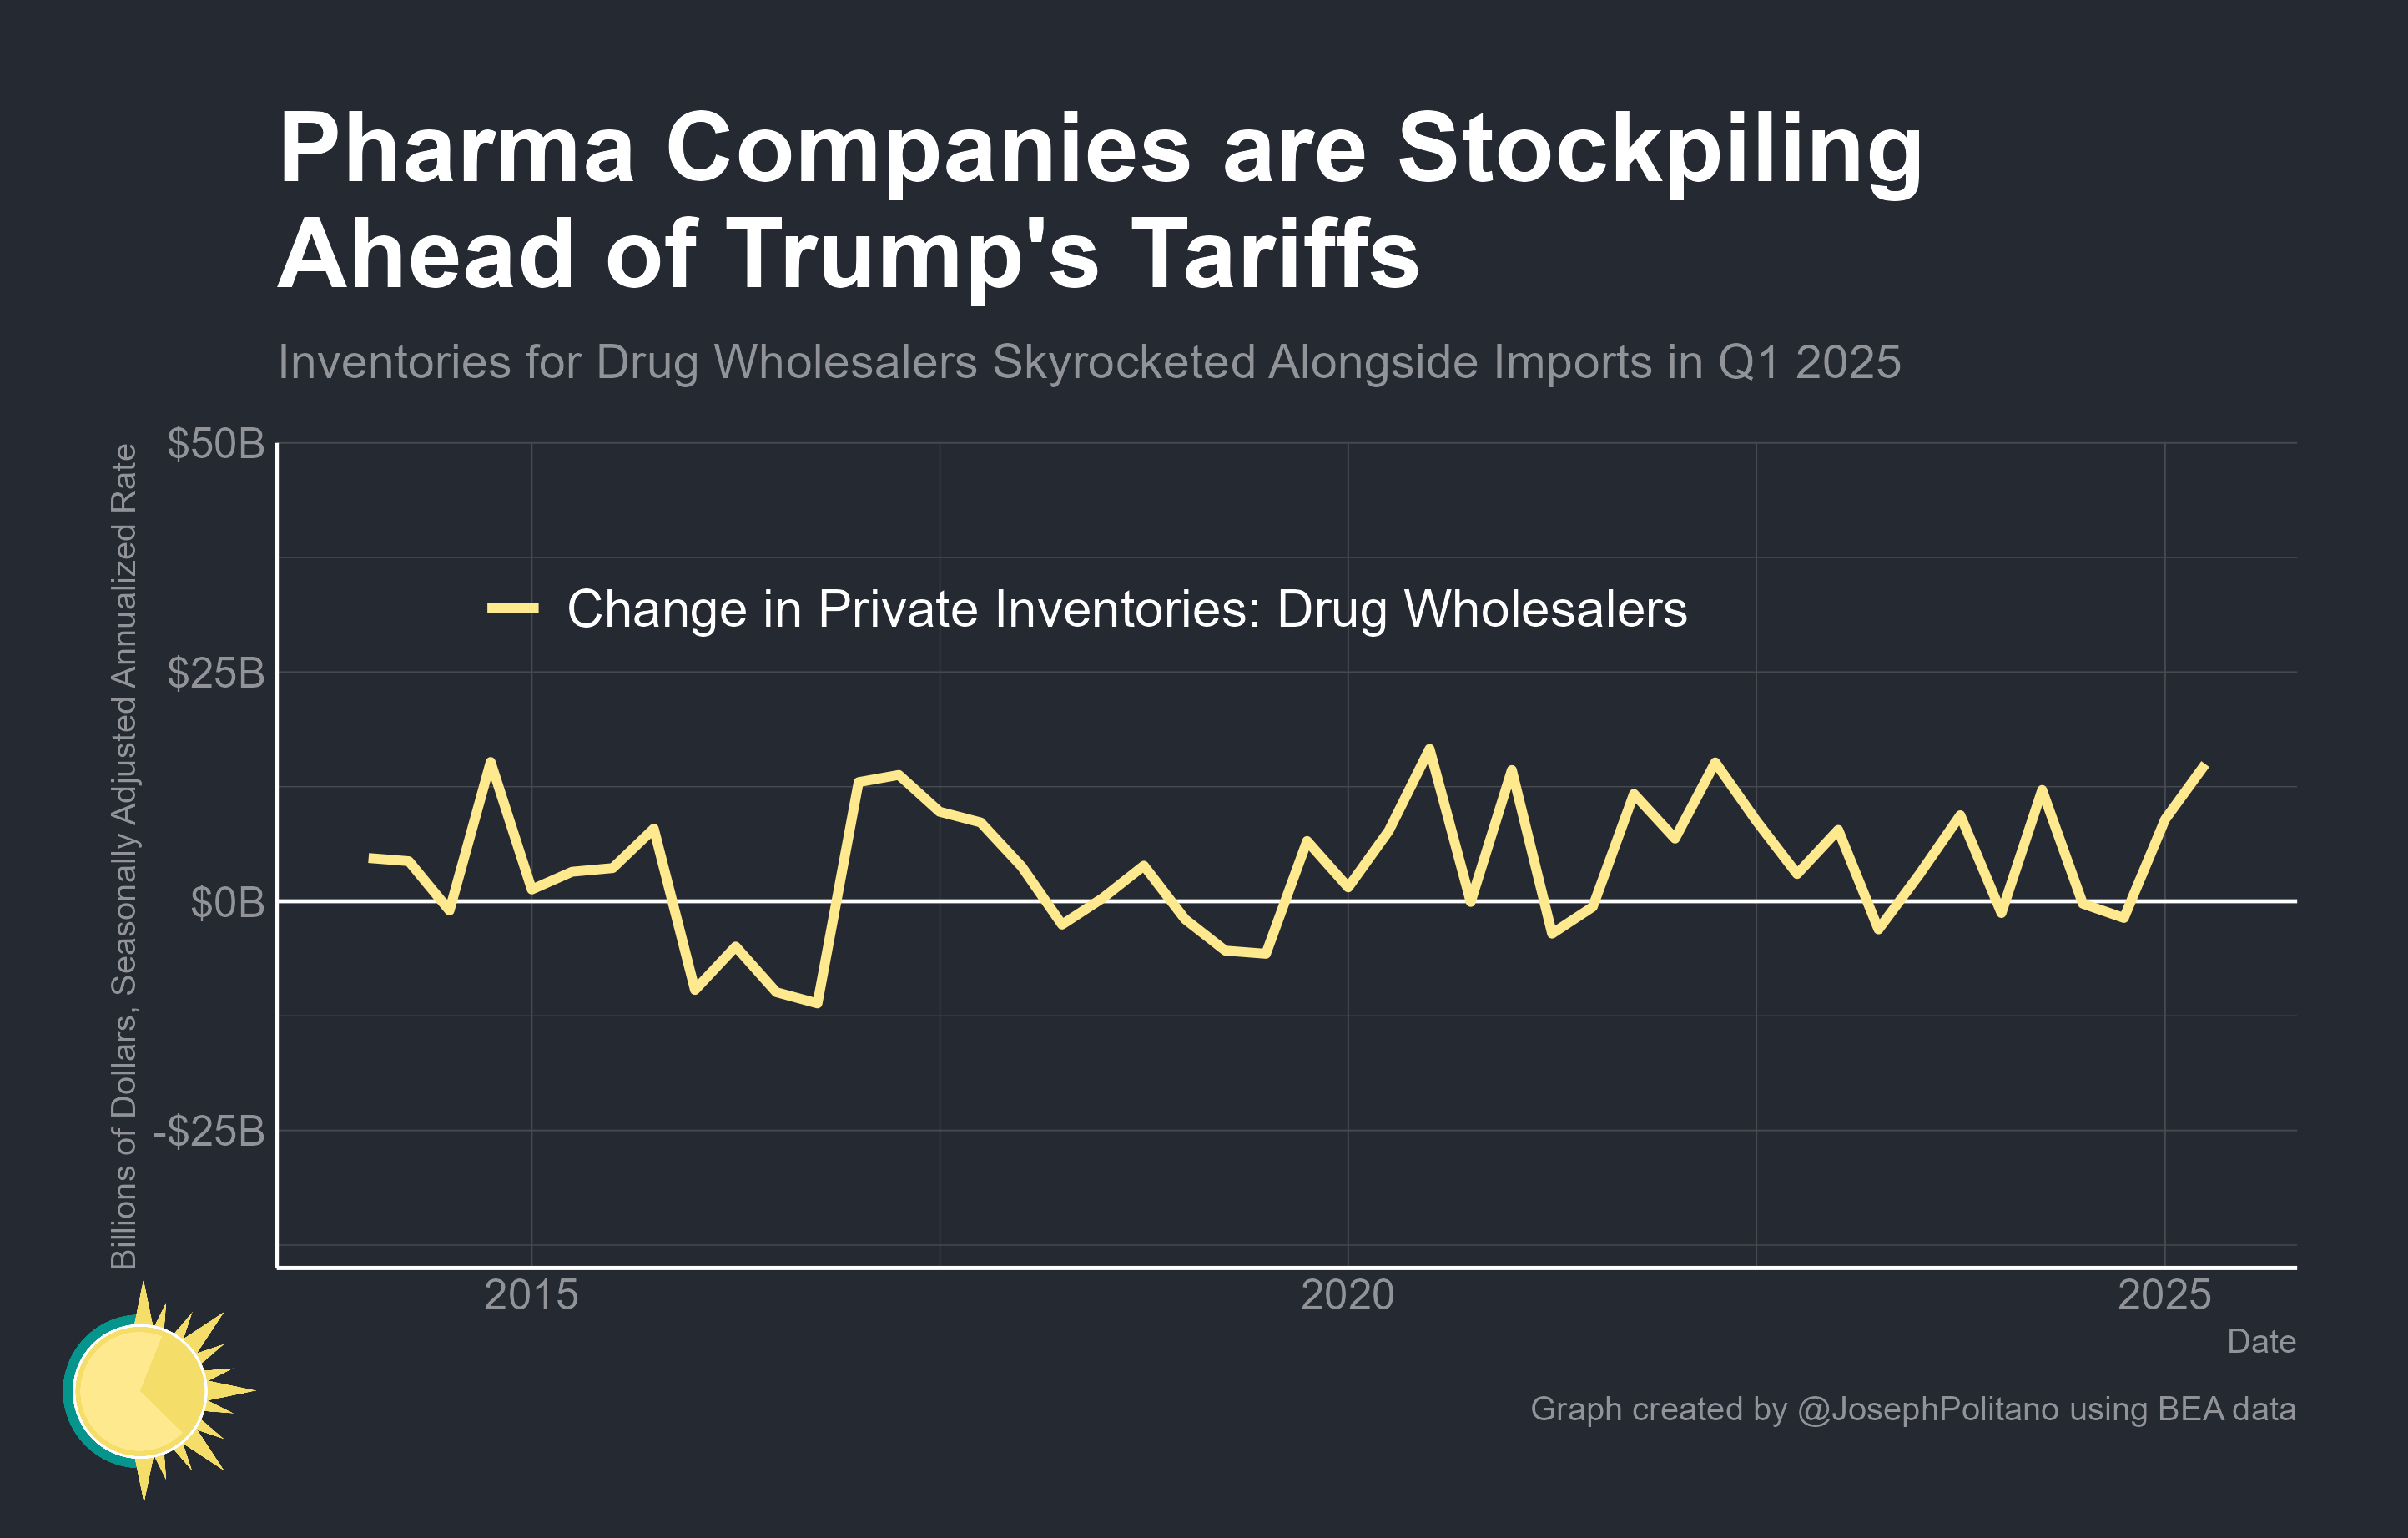 Pharma Companies are Stockpiling
Ahead of Trump's Tariffs
Inventories for Drug Wholesalers Skyrocketed Alongside Imports in Q1 2025
Billions of Dollars, Seasonally Adjusted Annualized Rate
$50B
$25B
$0B
-$25B
Change in Private Inventories: Drug Wholesalers
2015
2020
2025
Date
Graph created by @JosephPolitano using BEA data